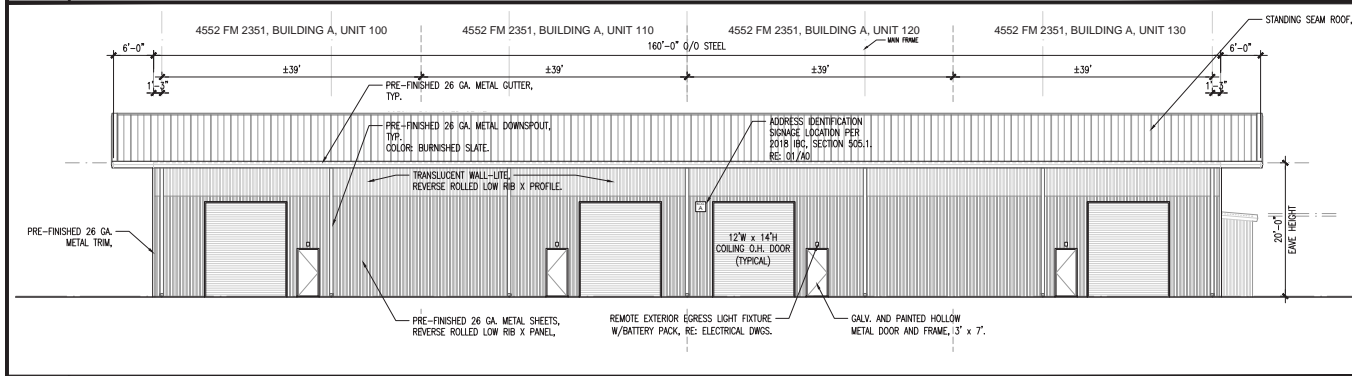 4552 FM 2351, BUILDING A, UNIT 100
4552 FM 2351, BUILDING A, UNIT 110
4552 FM 2351, BUILDING A, UNIT 120
4552 FM 2351, BUILDING A, UNIT 130
STANDING SEAM ROOF,
6'-0"
160'-0" O/O STEEL
MAIN FRAME
6'-0"
±39'
±39'
±39'
±39'
1'-3"
1'-3"
PRE-FINISHED 26 GA. METAL GUTTER,
TYP.
PRE-FINISHED 26 GA. METAL DOWNSPOUT,
TYP.
COLOR: BURNISHED SLATE.
ADDRESS IDENTIFICATION
SIGNAGE LOCATION PER
2018 IBC, SECTION 505.1.
RE: 01/A0
TRANSLUCENT WALL-LITE,
REVERSE ROLLED LOW RIB X PROFILE.
A
PRE-FINISHED 26 GA.
METAL TRIM,
12'W x 14'H
COILING O.H. DOOR
(TYPICAL)
20'-0"
EAVE HEIGHT
PRE-FINISHED 26 GA. METAL SHEETS,
REVERSE ROLLED LOW RIB X PANEL,
REMOTE EXTERIOR EGRESS LIGHT FIXTURE
W/BATTERY PACK, RE: ELECTRICAL DWGS.
GALV. AND PAINTED HOLLOW
METAL DOOR AND FRAME, 3' x 7'.